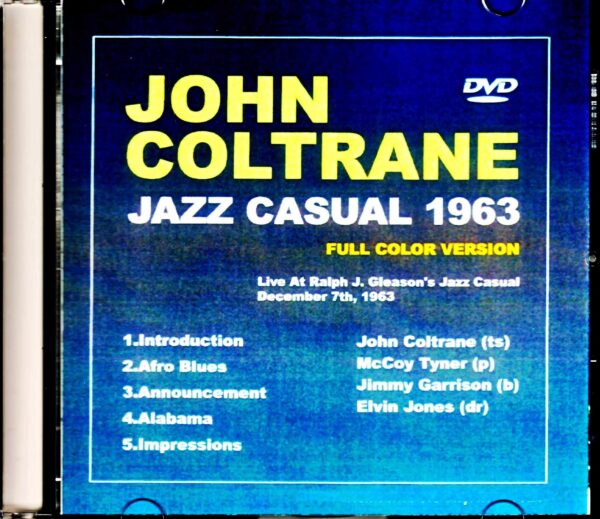 JOHN
COLTRANE
DVD
JAZZ CASUAL 1963
FULL COLOR VERSION
Live At Ralph J. Gleason's Jazz Casual
December 7th, 1963
1.Introduction
2.Afro Blues
3.Announcement
4.Alabama
5.Impressions
John Coltrane (ts)
McCoy Tyner (p)
Jimmy Garrison (b)
Elvin Jones (dr)